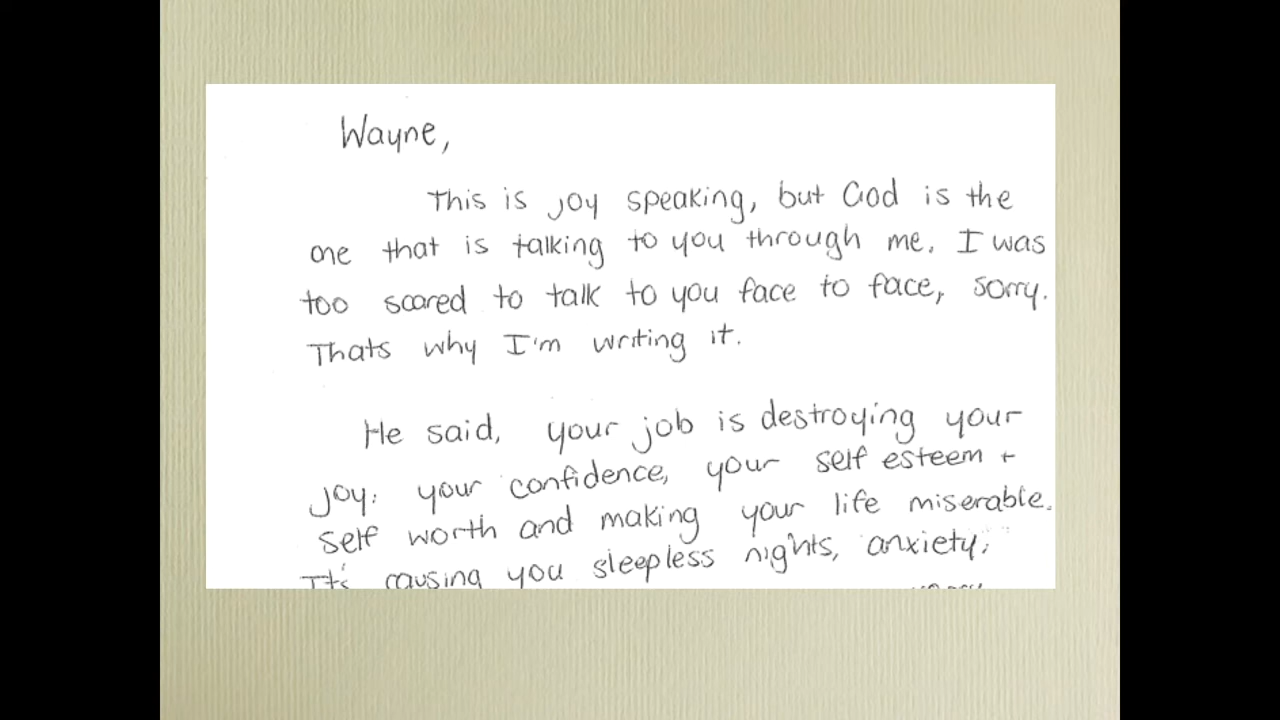 Wayne,
This is joy speaking, but God is the
one that is talking to you through me. I was
too scared to talk to you face to face, sorry.
Thats why I'm writing it.
He said, your job is destroying your
joy. your confidence, your self esteem +
self worth and making your life miserable.
It's causing you sleepless nights, anxiety,